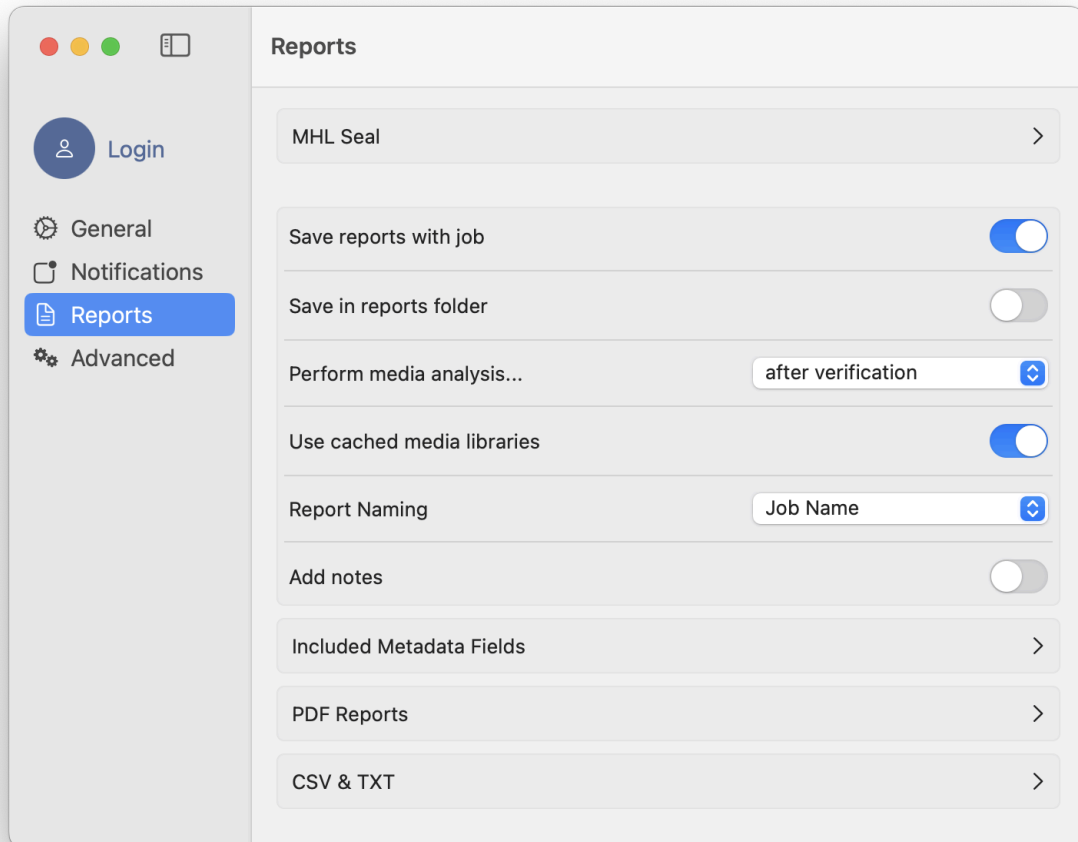 Reports
Login
General
Notifications
Reports
Advanced
MHL Seal
Save reports with job
Save in reports folder
Perform media analysis... after verification
Use cached media libraries
Report Naming Job Name
Add notes
Included Metadata Fields
PDF Reports
CSV & TXT